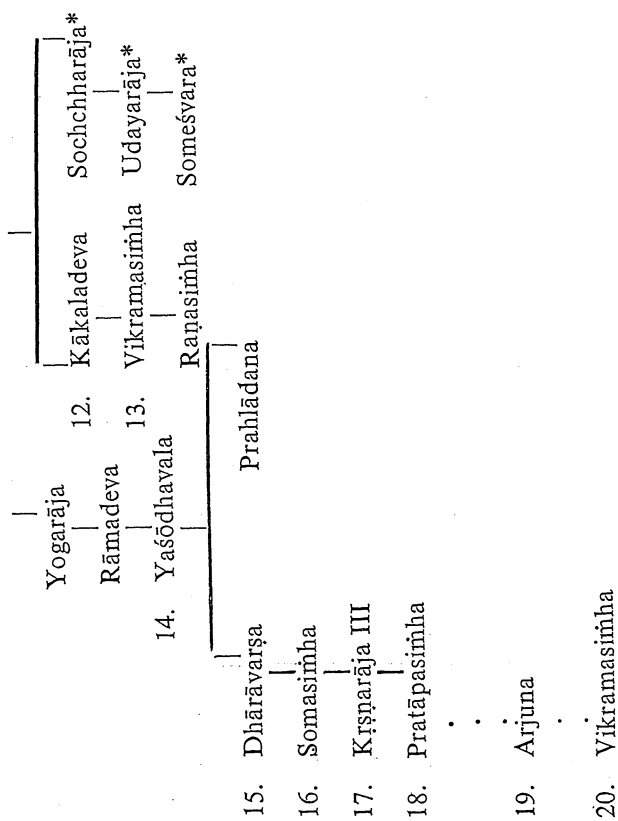 Yogarāja
12. Kākaladeva Sochchharāja*
Rāmadeva
13. Vikramasiṁha Udayarāja*
14. Yaśōdhavala
Raṇasiṁha Someśvara*
15. Dhārāvarṣa Prahlādana
16. Somasiṁha
17. Kṛṣṇarāja III
18. Pratāpasiṁha
19. Arjuna
20. Vikramasiṁha